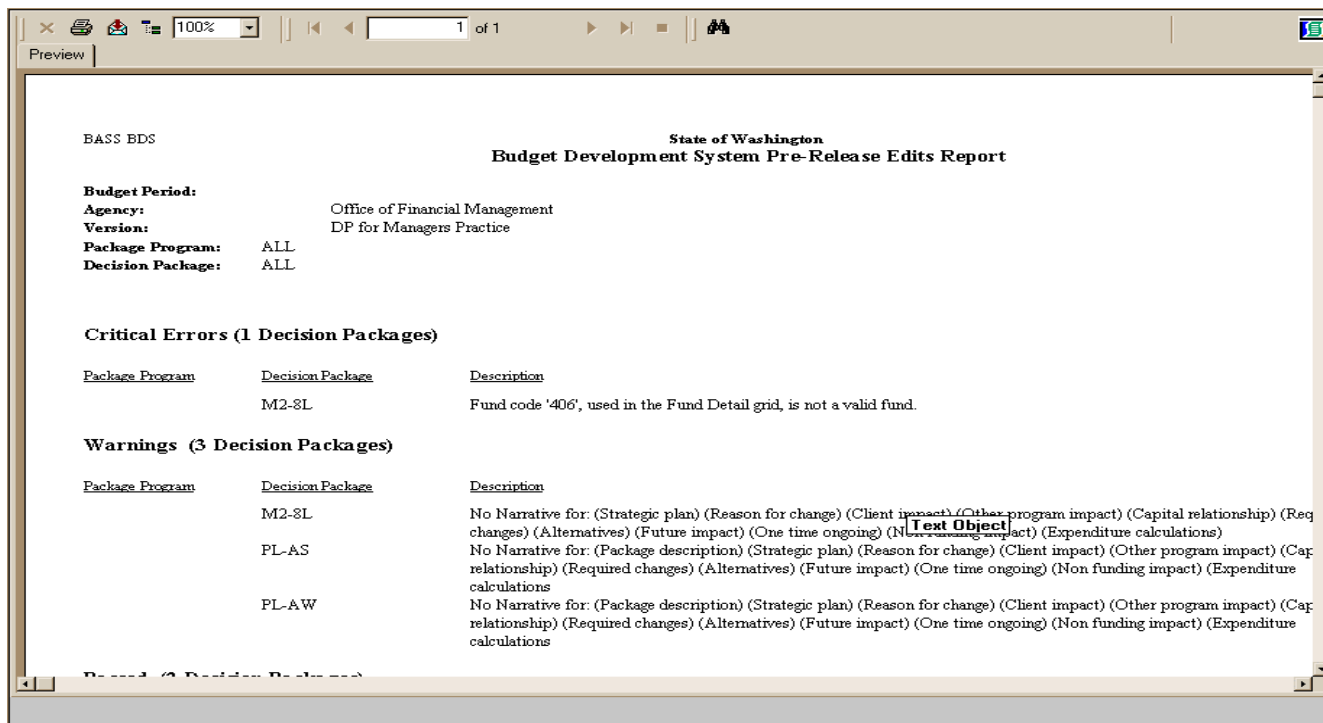 100%
1 of 1
Preview
BASS BDS
State of Washington
Budget Development System Pre-Release Edits Report
Budget Period:
Agency: Office of Financial Management
Version: DP for Managers Practice
Package Program: ALL
Decision Package: ALL
Critical Errors (1 Decision Packages)
Package Program Decision Package Description
M2-8L Fund code '406', used in the Fund Detail grid, is not a valid fund.
Warnings (3 Decision Packages)
Package Program Decision Package Description
M2-8L No Narrative for: (Strategic plan) (Reason for change) (Client impact) (Other program impact) (Capital relationship) (Req
changes) (Alternatives) (Future impact) (One time ongoing) (Non funding impact) (Expenditure calculations)
Text Object
PL-AS No Narrative for: (Package description) (Strategic plan) (Reason for change) (Client impact) (Other program impact) (Cap
relationship) (Required changes) (Alternatives) (Future impact) (One time ongoing) (Non funding impact) (Expenditure
calculations
PL-AW No Narrative for: (Package description) (Strategic plan) (Reason for change) (Client impact) (Other program impact) (Cap
relationship) (Required changes) (Alternatives) (Future impact) (One time ongoing) (Non funding impact) (Expenditure
calculations